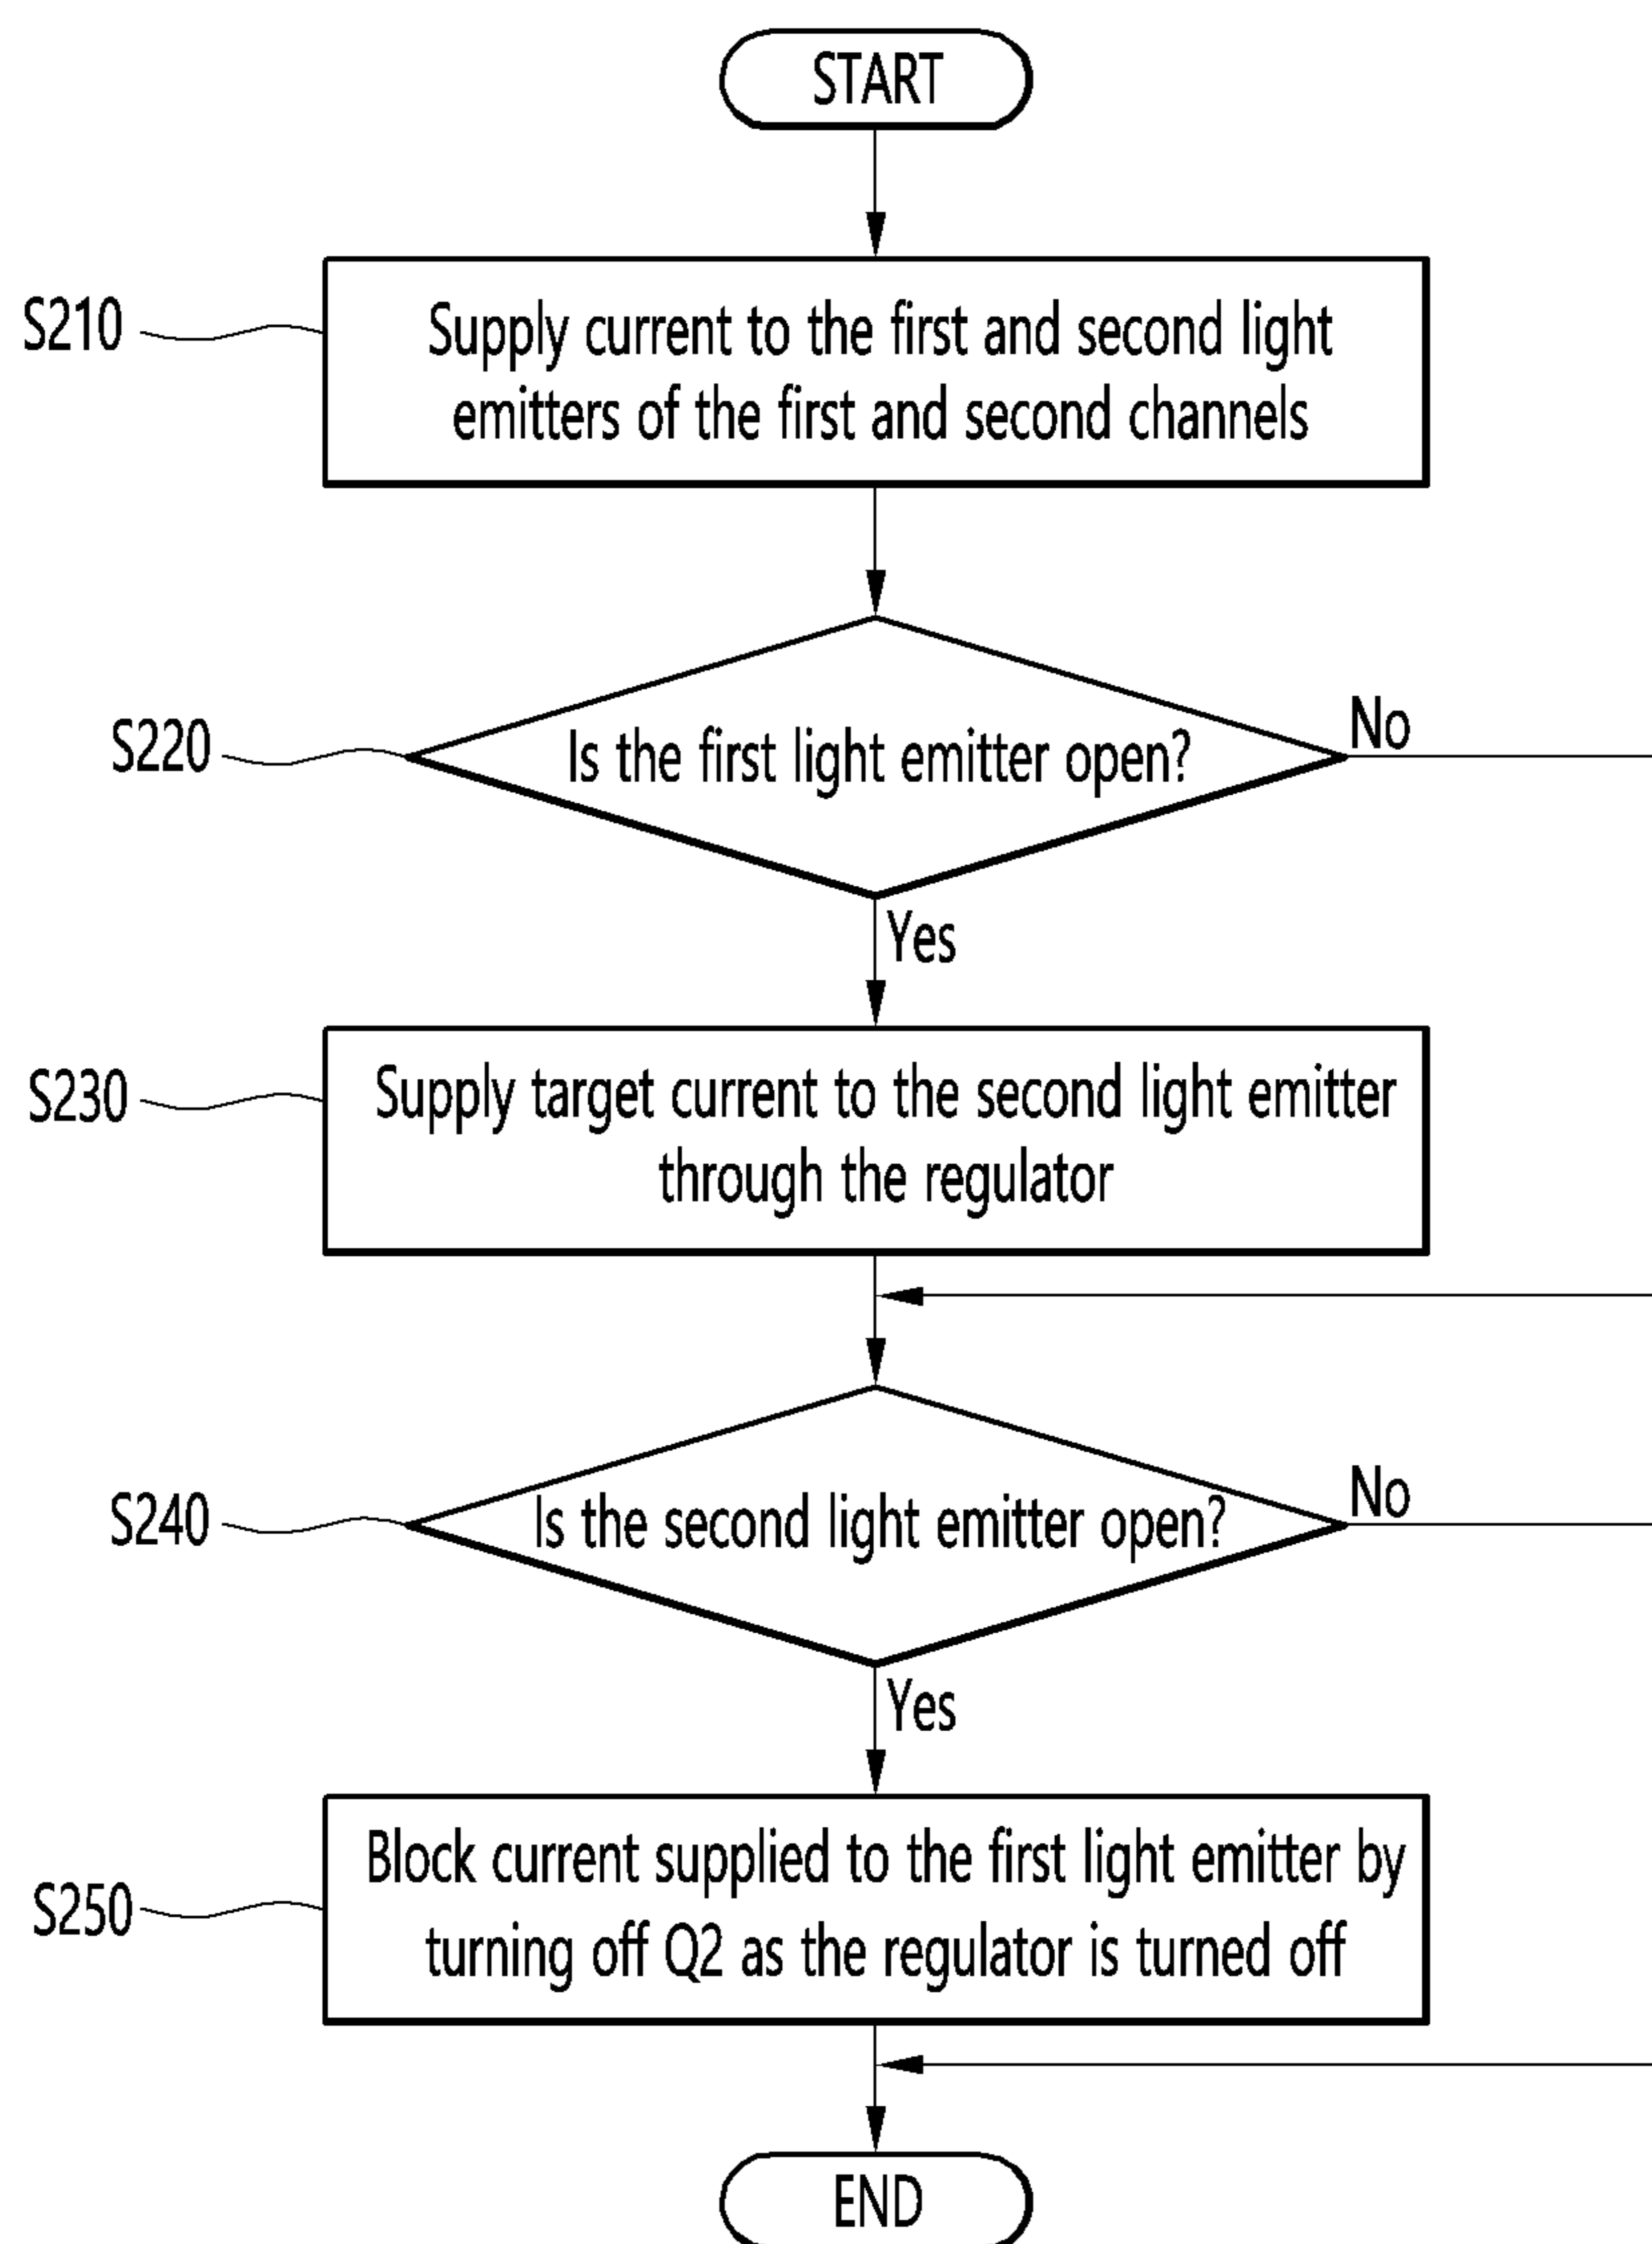 START
S210
Supply current to the first and second light
emitters of the first and second channels
S220
Is the first light emitter open?
No
Yes
S230
Supply target current to the second light emitter
through the regulator
S240
Is the second light emitter open?
No
Yes
S250
Block current supplied to the first light emitter by
turning off Q2 as the regulator is turned off
END